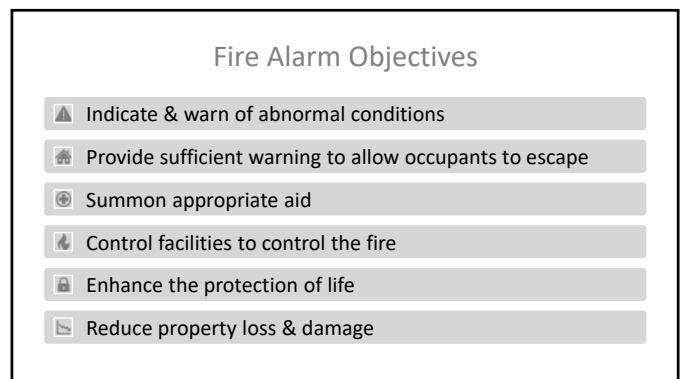 Fire Alarm Objectives
Indicate & warn of abnormal conditions
Provide sufficient warning to allow occupants to escape
Summon appropriate aid
Control facilities to control the fire
Enhance the protection of life
Reduce property loss & damage